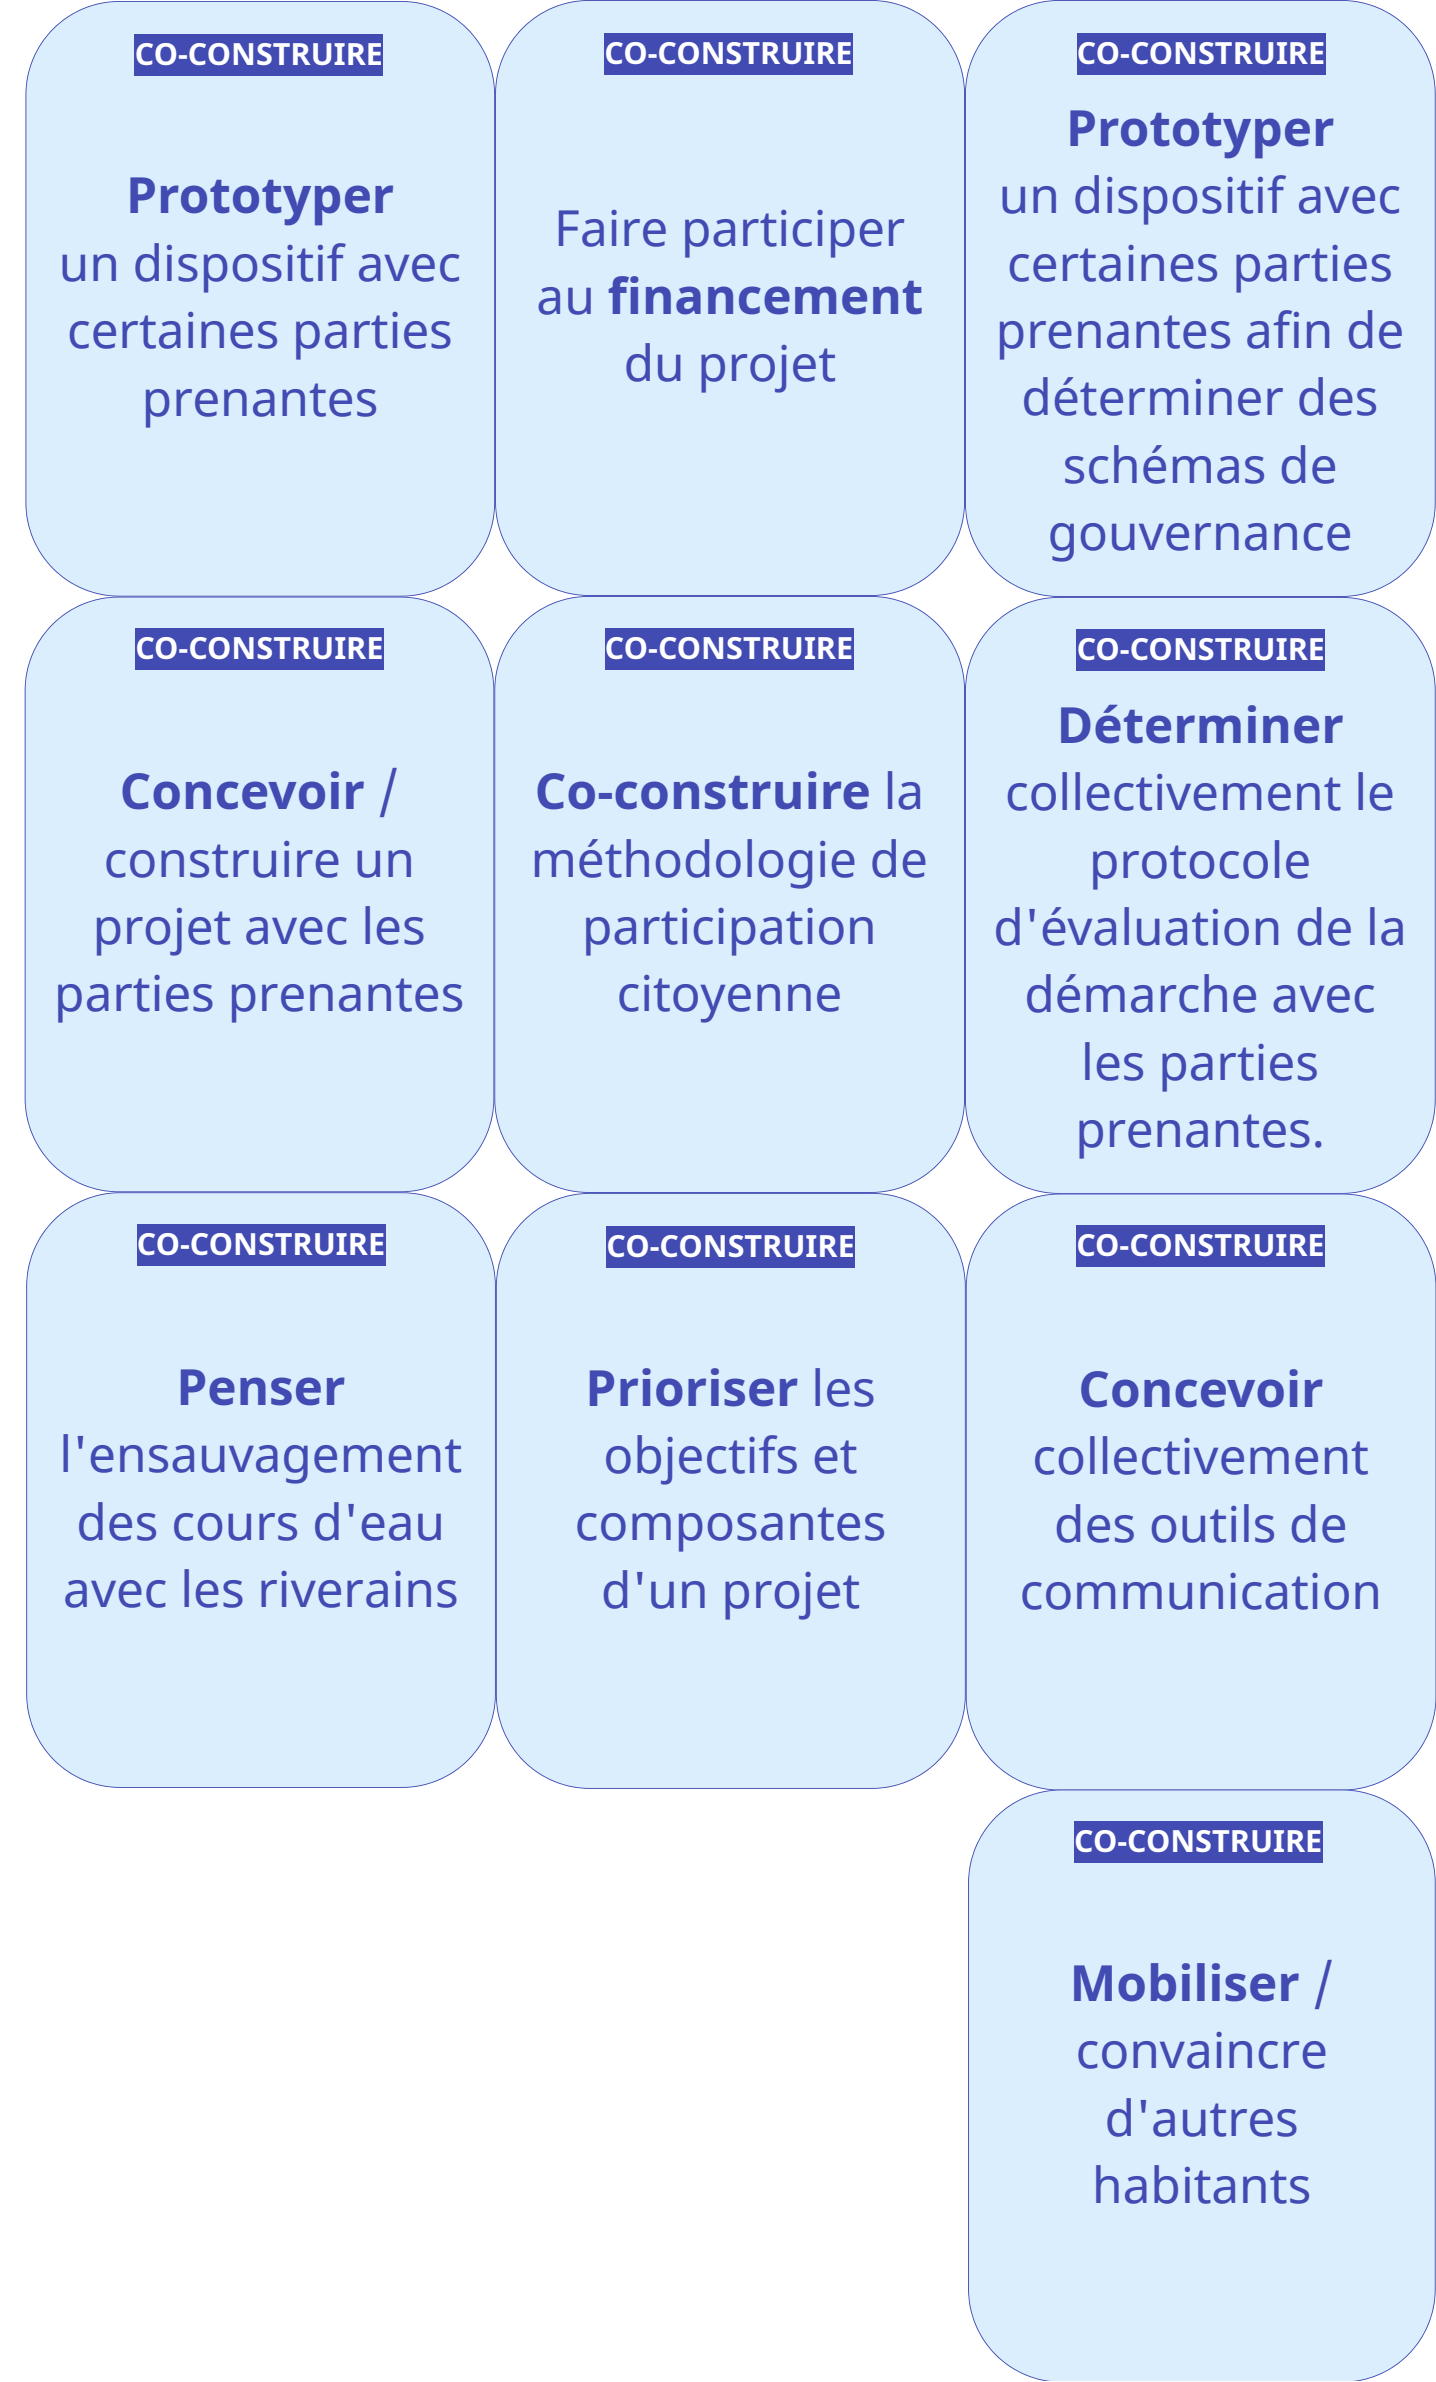 CO-CONSTRUIRE
Prototyper
un dispositif avec
certaines parties
prenantes
CO-CONSTRUIRE
Faire participer
au financement
du projet
CO-CONSTRUIRE
Prototyper
un dispositif avec
certaines parties
prenantes afin de
déterminer des
schémas de
gouvernance
CO-CONSTRUIRE
Concevoir /
construire un
projet avec les
parties prenantes
CO-CONSTRUIRE
Co-construire la
méthodologie de
participation
citoyenne
CO-CONSTRUIRE
Déterminer
collectivement le
protocole
d'évaluation de la
démarche avec
les parties
prenantes.
CO-CONSTRUIRE
Penser
l'ensauvagement
des cours d'eau
avec les riverains
CO-CONSTRUIRE
Prioriser les
objectifs et
composantes
d'un projet
CO-CONSTRUIRE
Concevoir
collectivement
des outils de
communication
CO-CONSTRUIRE
Mobiliser /
convaincre
d'autres
habitants